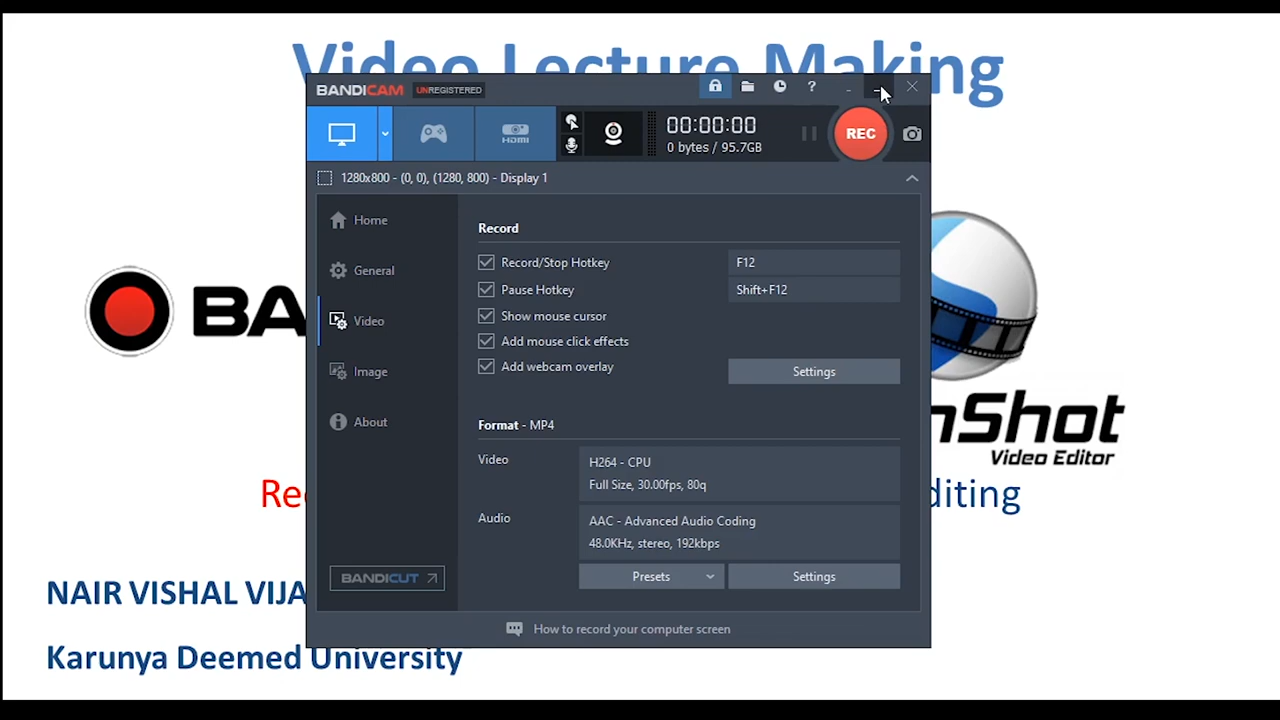 Video Lecture Making
BANDICAM UNREGISTERED
HDMI
00:00:00
0 bytes / 95.7GB
REC
1280x800 - (0, 0), (1280, 800) - Display 1
Home
General
Video
Image
About
BANDICUT
Record
Record/Stop Hotkey F12
Pause Hotkey Shift+F12
Show mouse cursor
Add mouse click effects
Add webcam overlay Settings
Format - MP4
Video H264 - CPU
Full Size, 30.00fps, 80q
Audio AAC - Advanced Audio Coding
48.0KHz, stereo, 192kbps
Presets Settings
How to record your computer screen
BA
nShot
Video Editor
Re
diting
NAIR VISHAL VIJA
Karunya Deemed University